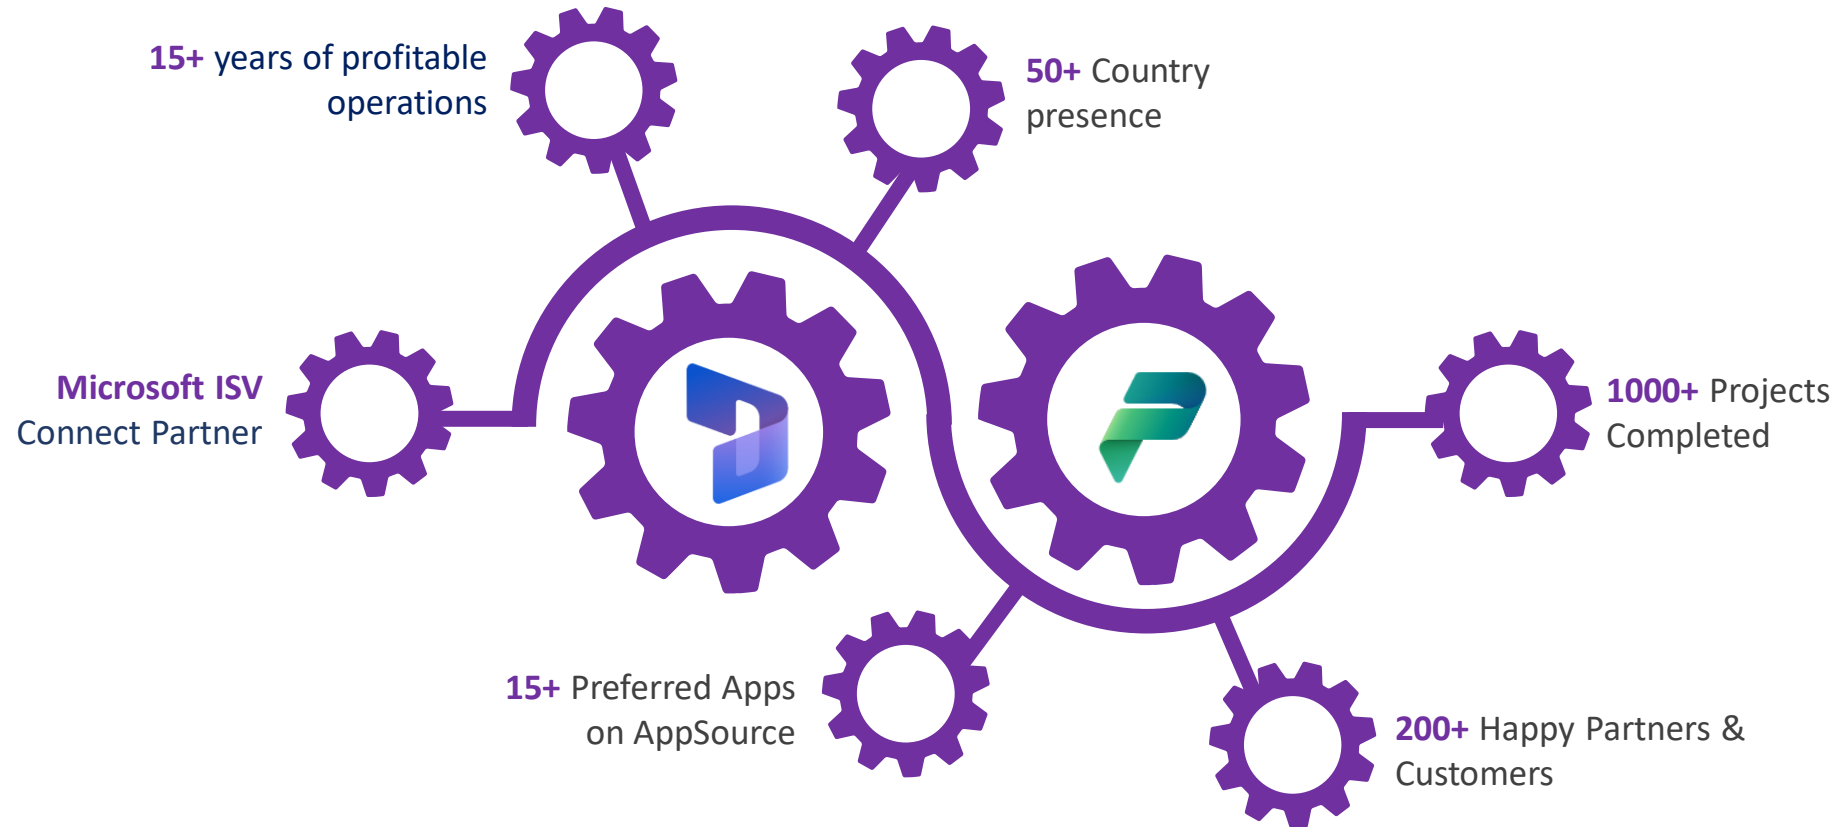 15+ years of profitable
operations
50+ Country
presence
Microsoft ISV
Connect Partner
1000+ Projects
Completed
15+ Preferred Apps
on AppSource
200+ Happy Partners &
Customers